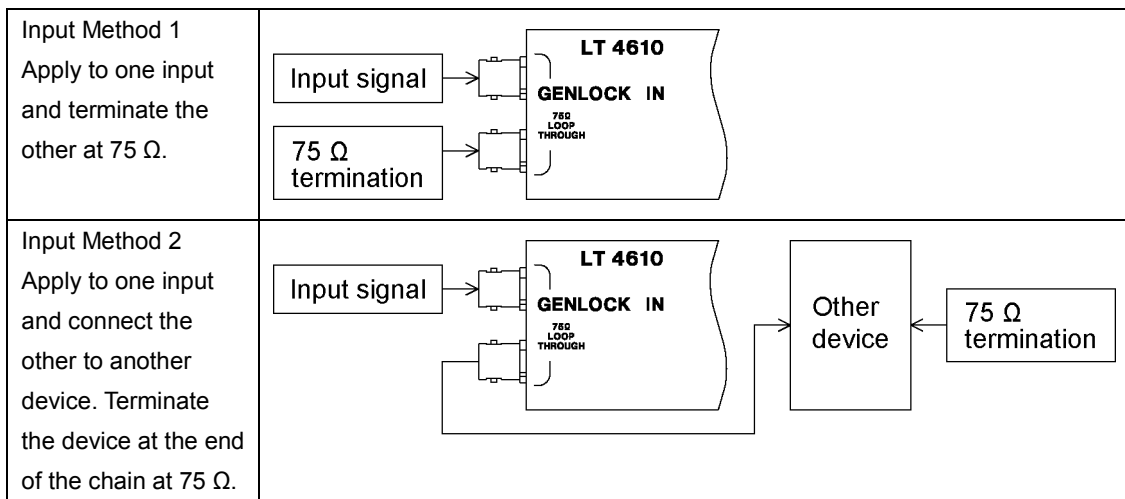 Input Method 1
Apply to one input
and terminate the
other at 75 Ω.
Input signal
75 Ω
termination
LT 4610
GENLOCK IN
75Ω
LOOP
THROUGH
Input Method 2
Apply to one input
and connect the
other to another
device. Terminate
the device at the end
of the chain at 75 Ω.
Input signal
LT 4610
GENLOCK IN
75Ω
LOOP
THROUGH
Other
device
75 Ω
termination